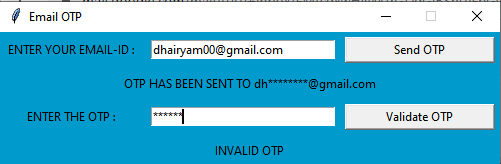 Email OTP
ENTER YOUR EMAIL-ID : dhairyam00@gmail.com Send OTP
OTP HAS BEEN SENT TO dh********@gmail.com
ENTER THE OTP : ****** Validate OTP
INVALID OTP